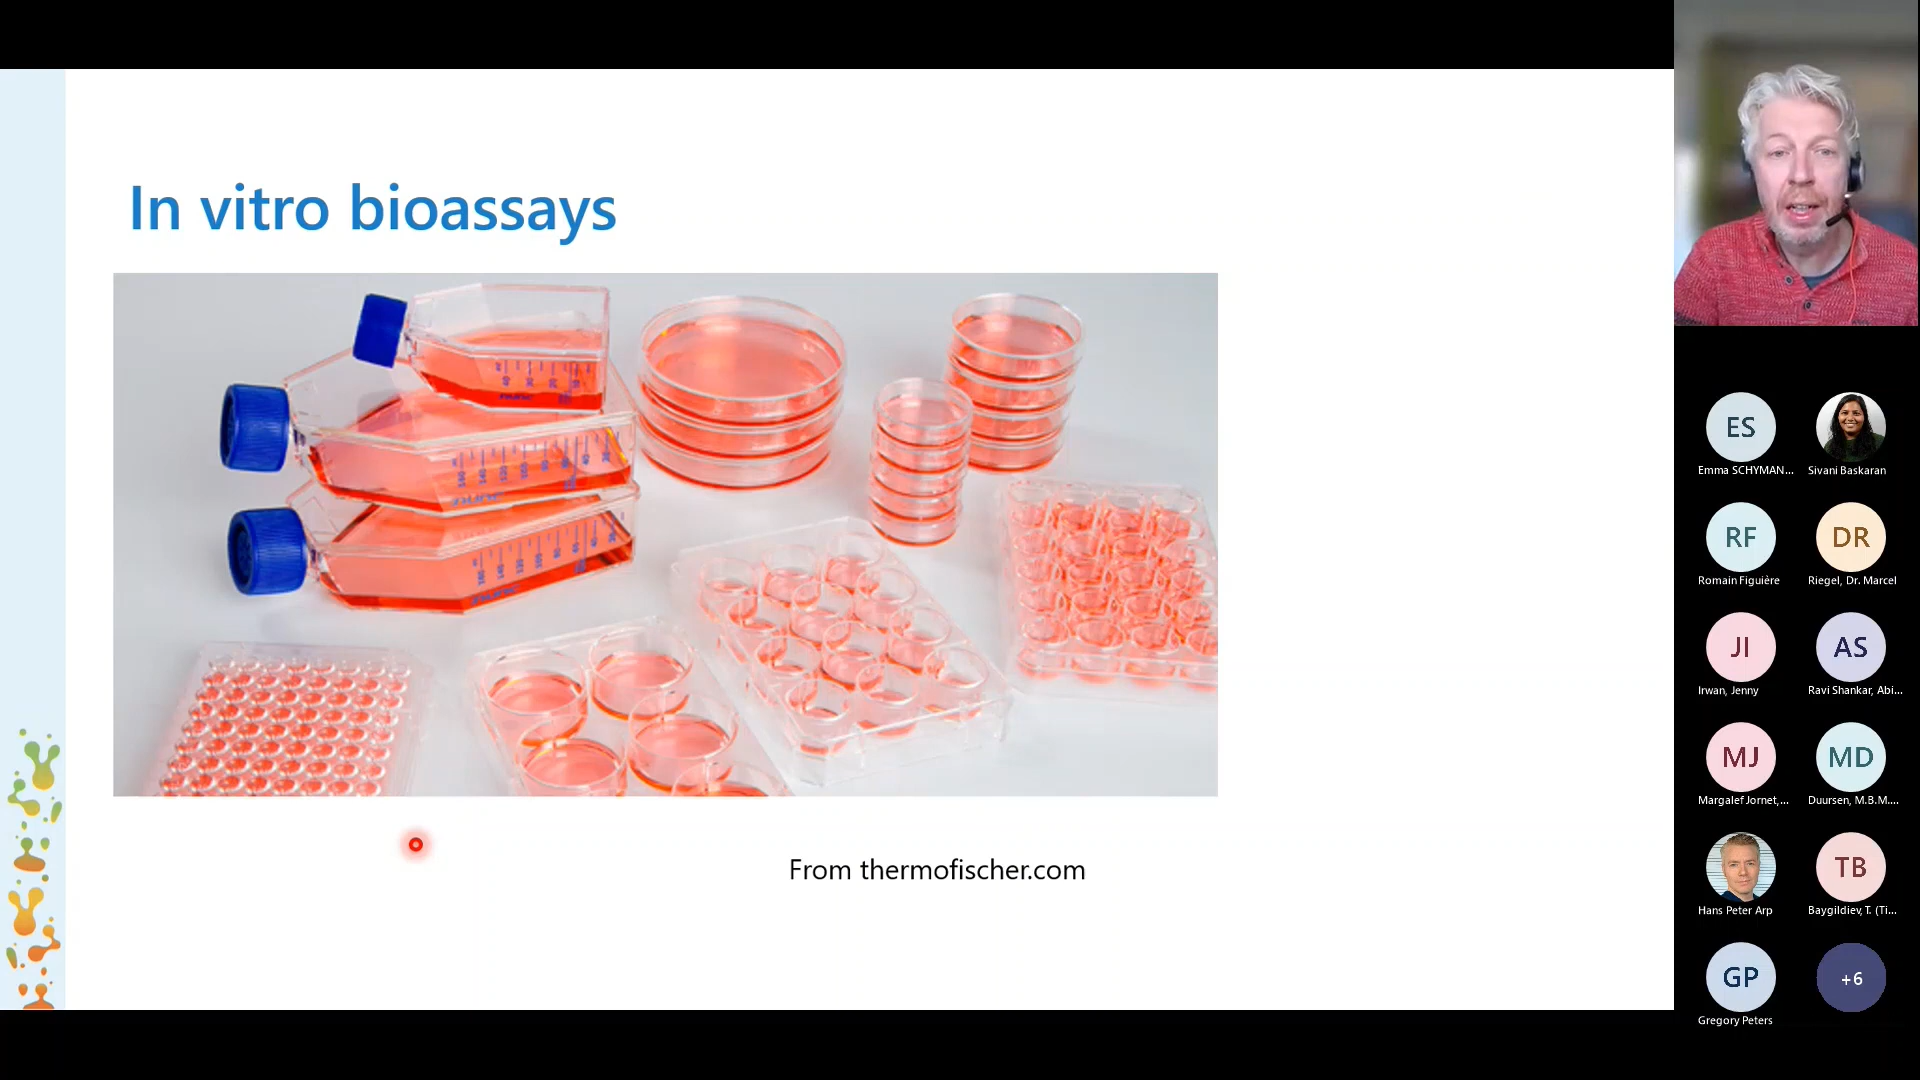 In vitro bioassays
From thermofischer.com
ES
Emma SCHYMAN...
Sivani Baskaran
RF
Romain Figuière
DR
Riegel, Dr. Marcel
JI
Irwan, Jenny
AS
Ravi Shankar, Abi...
MJ
Margalef Jornet,...
MD
Duursen, M.B.M....
Hans Peter Arp
TB
Baygildiev, T. (Ti...
GP
Gregory Peters
+6